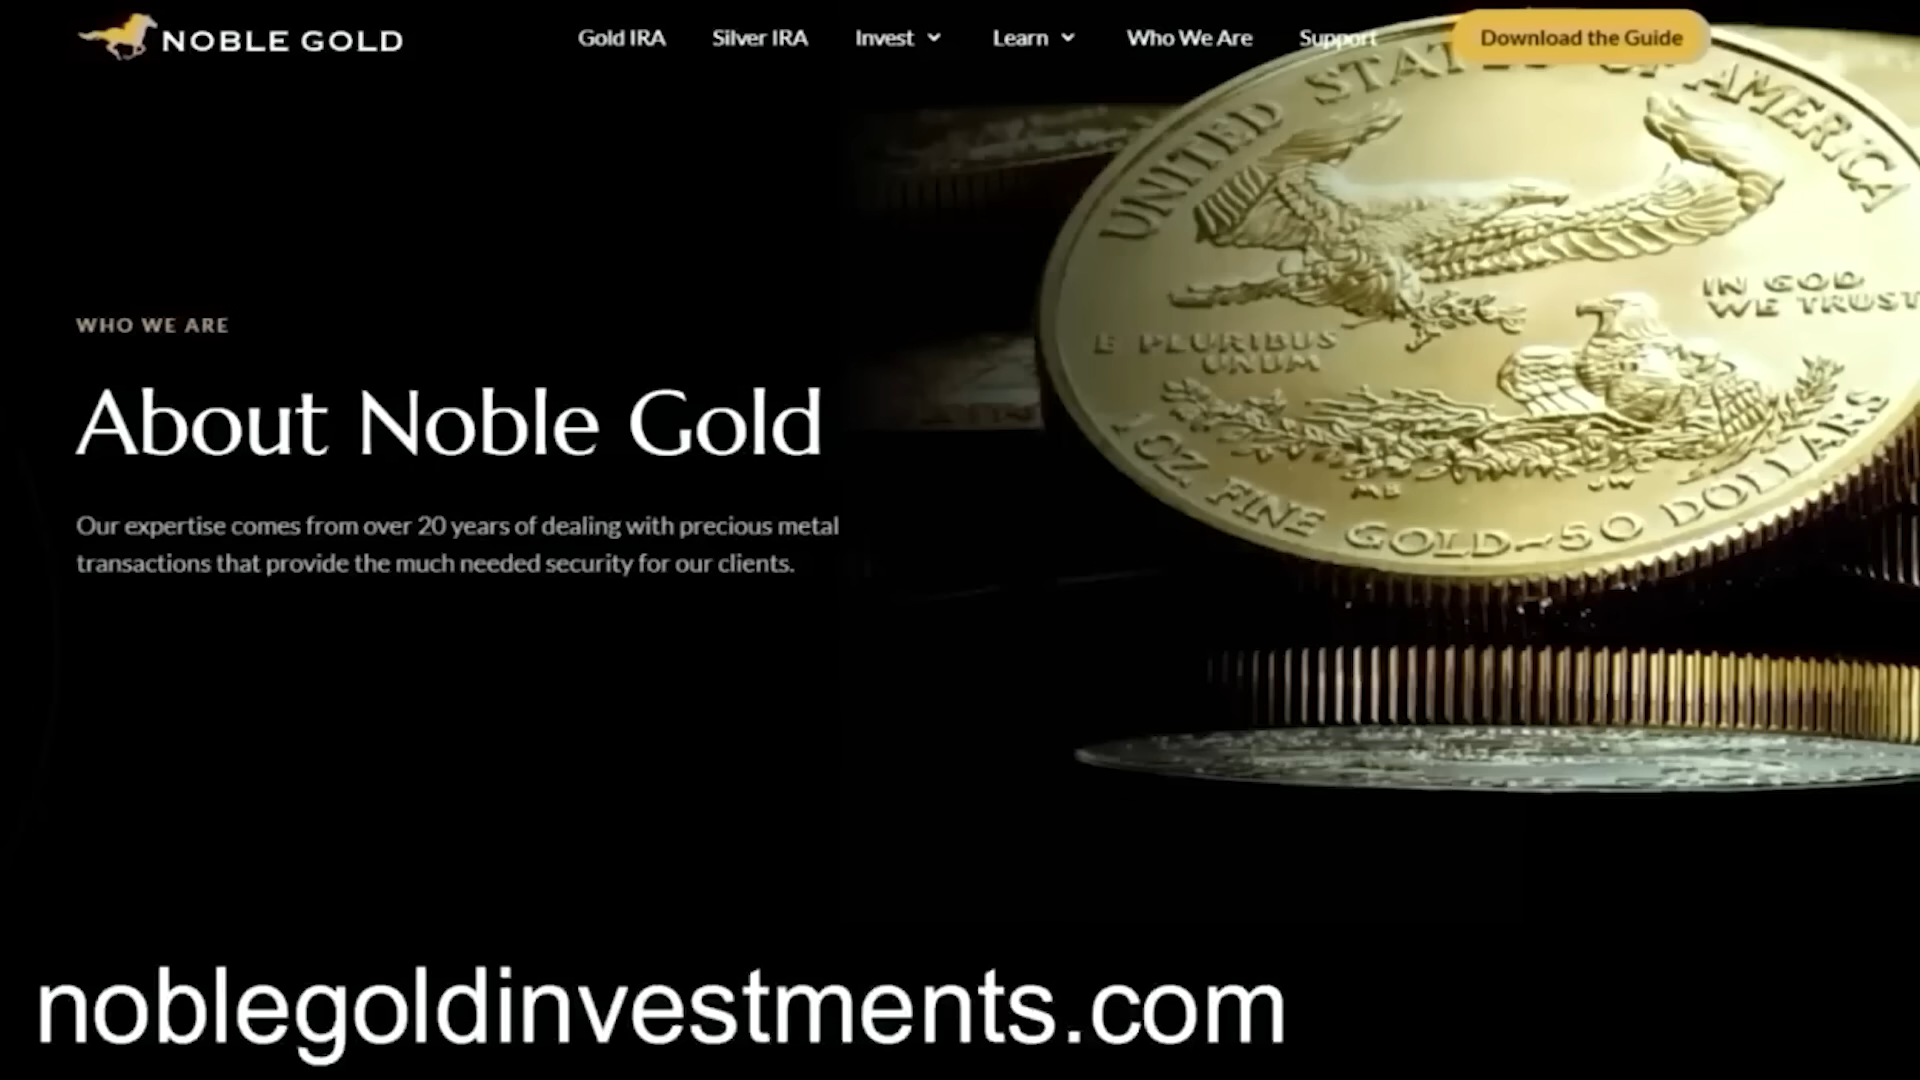 NOBLE GOLD
Gold IRA
Silver IRA
Invest
Learn
Who We Are
Support
Download the Guide
UNITED STATES OF AMERICA
IN GOD
WE TRUST
E PLURIBUS
UNUM
MB
JW
1 OZ. FINE GOLD~50 DOLLARS
WHO WE ARE
About Noble Gold
Our expertise comes from over 20 years of dealing with precious metal
transactions that provide the much needed security for our clients.
noblegoldinvestments.com